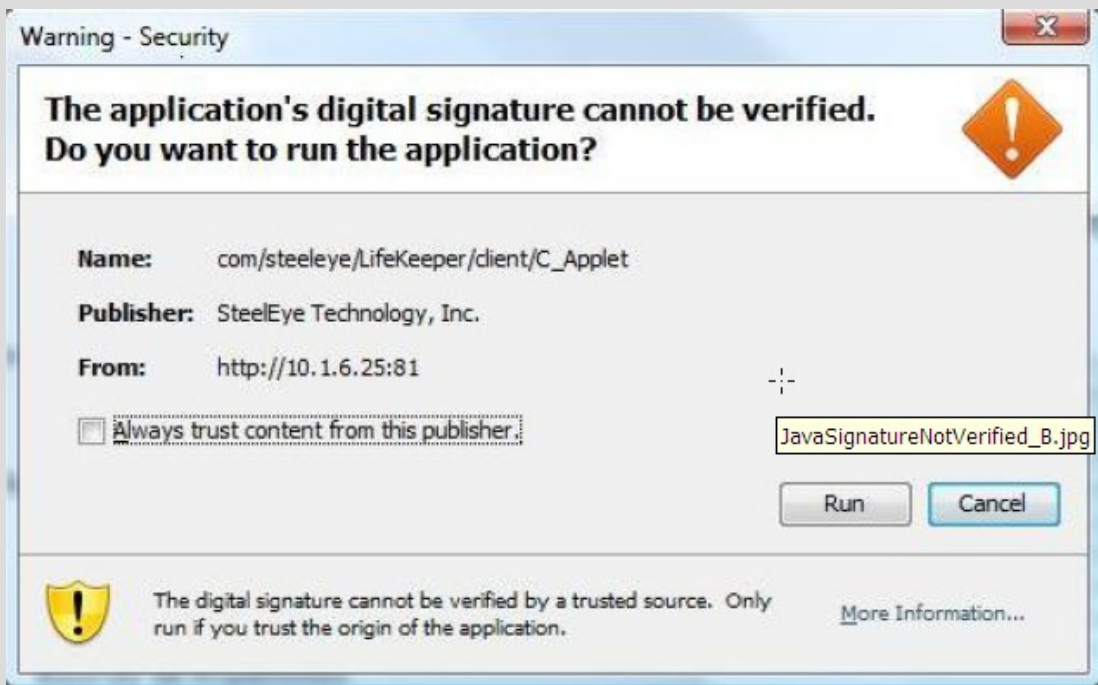 Warning - Security
The application's digital signature cannot be verified.
Do you want to run the application?
Name: com/steeleye/LifeKeeper/client/C_Applet
Publisher: SteelEye Technology, Inc.
From: http://10.1.6.25:81
Always trust content from this publisher.
JavaSignatureNotVerified_B.jpg
Run Cancel
The digital signature cannot be verified by a trusted source. Only
run if you trust the origin of the application.
More Information...